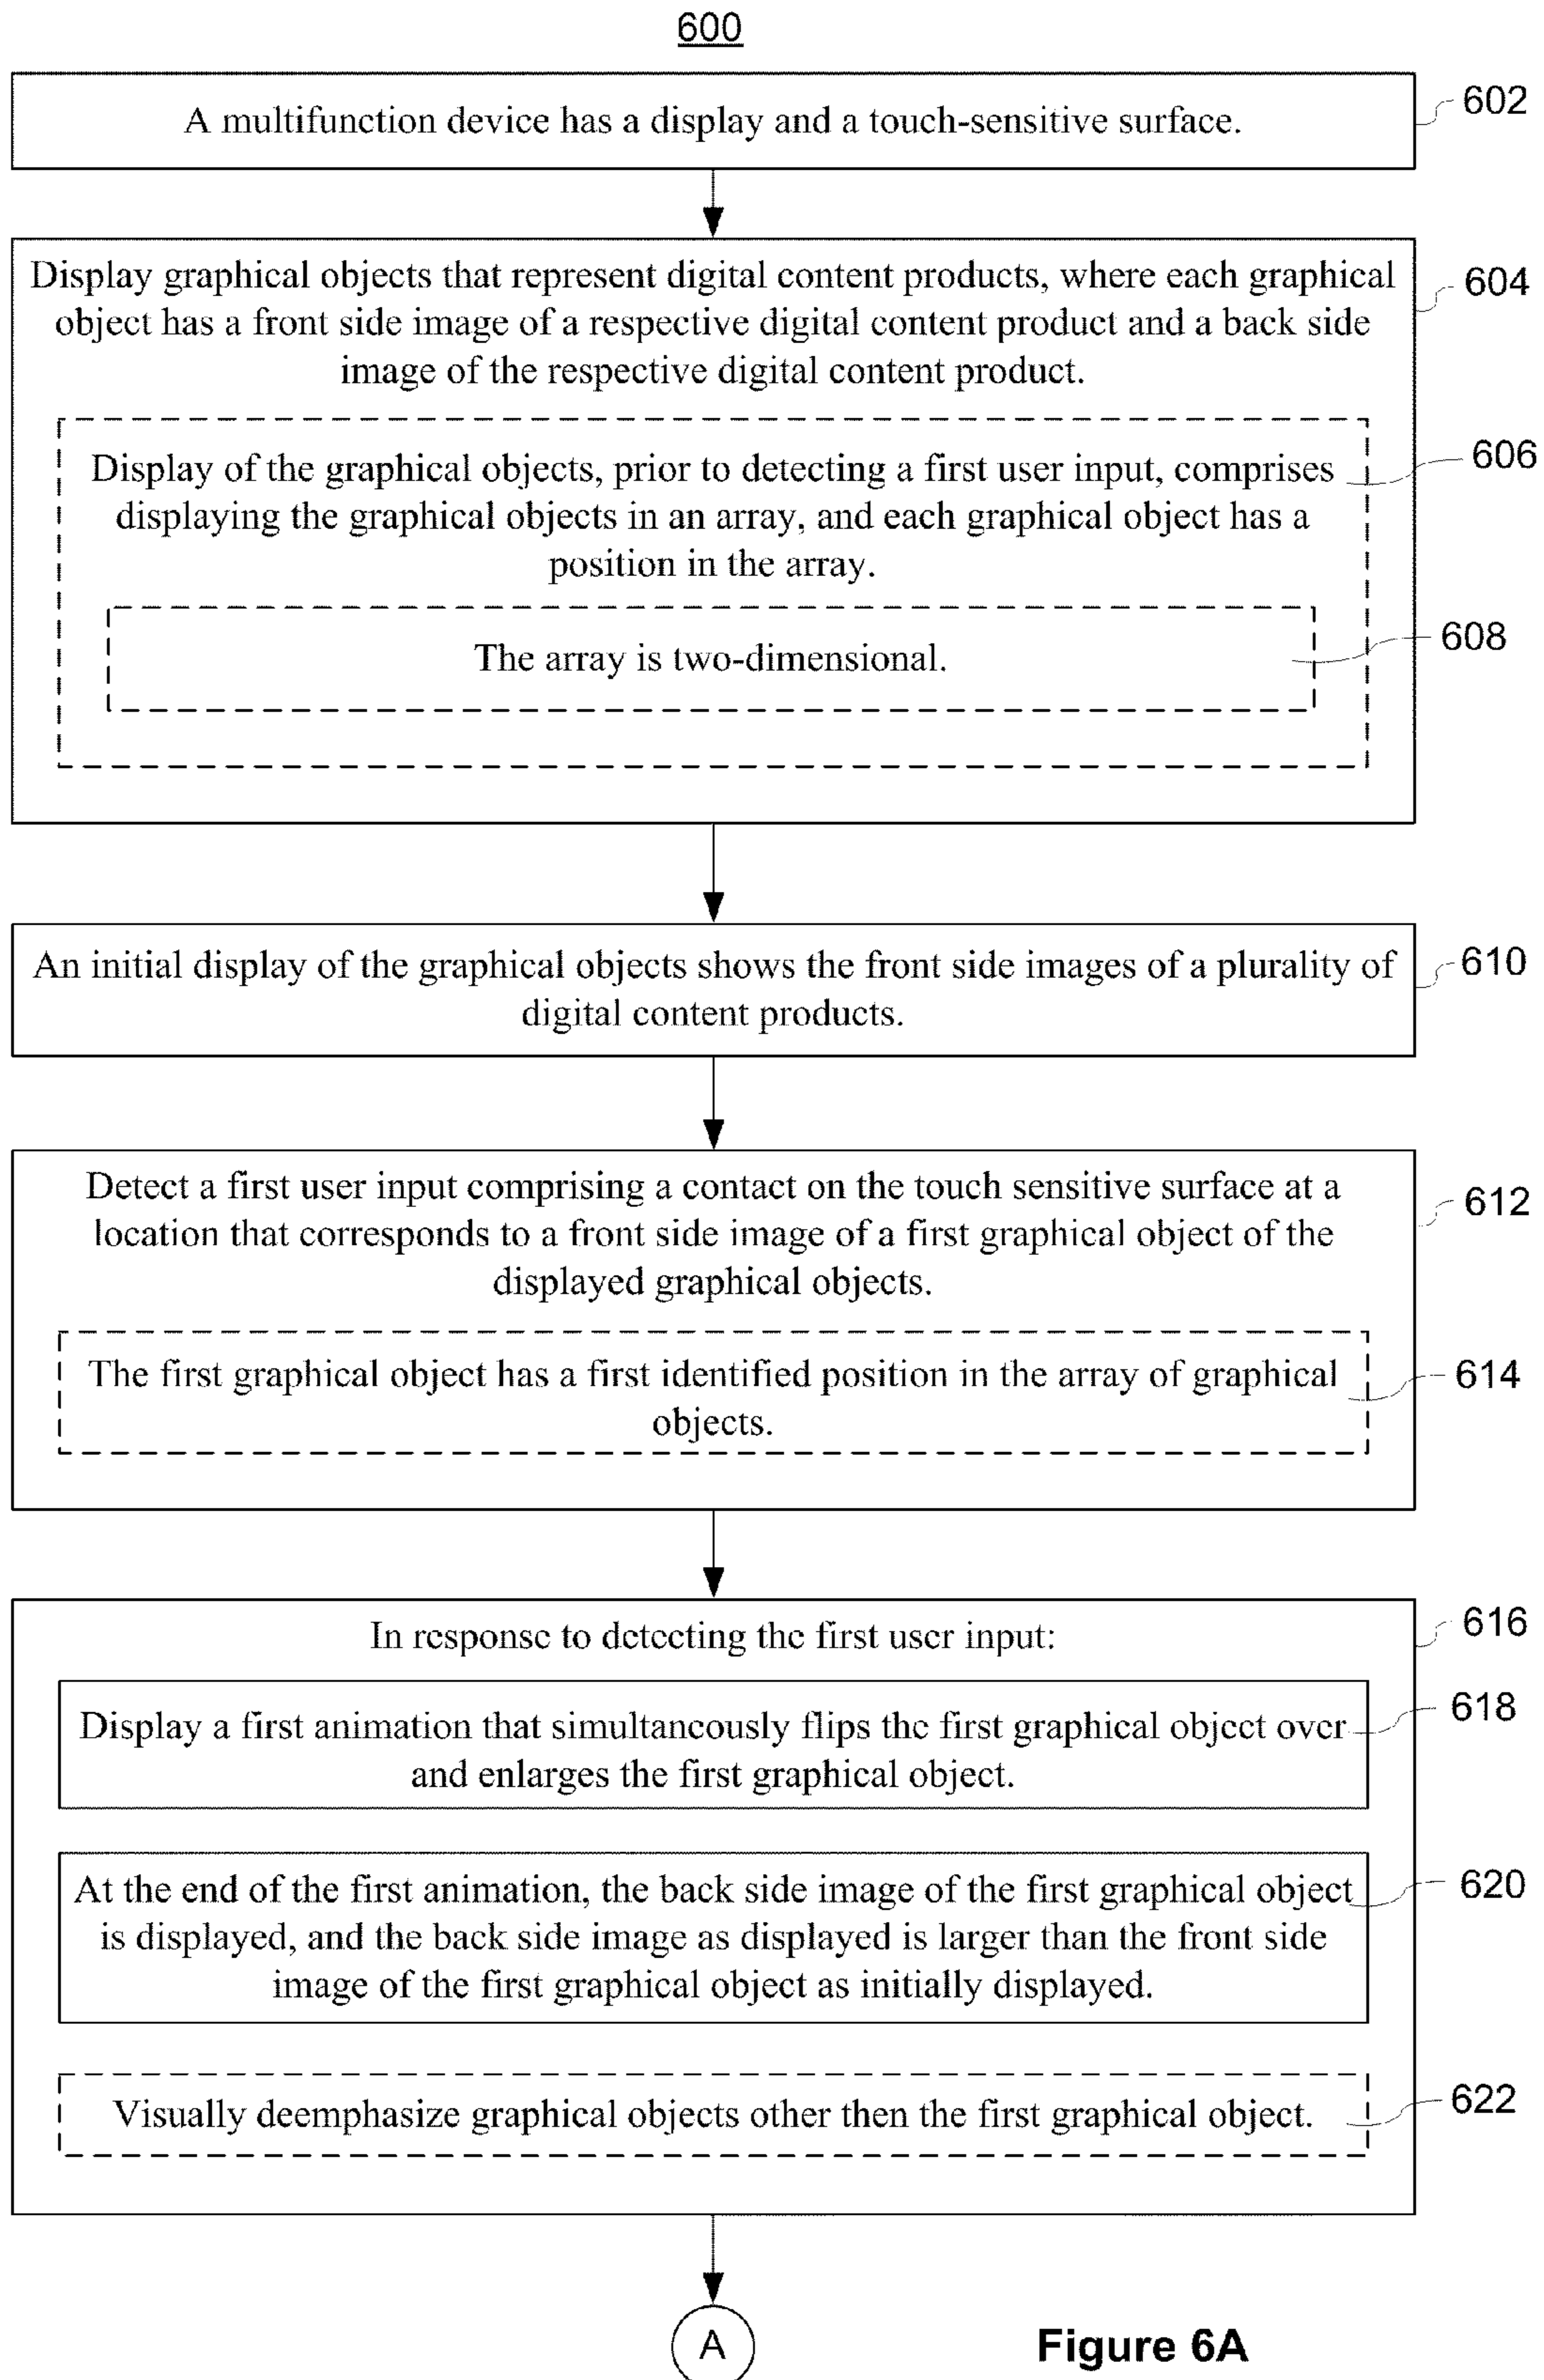 600
A multifunction device has a display and a touch-sensitive surface.
602
Display graphical objects that represent digital content products, where each graphical
object has a front side image of a respective digital content product and a back side
image of the respective digital content product.
604
Display of the graphical objects, prior to detecting a first user input, comprises
displaying the graphical objects in an array, and each graphical object has a
position in the array.
606
The array is two-dimensional.
608
An initial display of the graphical objects shows the front side images of a plurality of
digital content products.
610
Detect a first user input comprising a contact on the touch sensitive surface at a
location that corresponds to a front side image of a first graphical object of the
displayed graphical objects.
612
The first graphical object has a first identified position in the array of graphical
objects.
614
In response to detecting the first user input:
616
Display a first animation that simultaneously flips the first graphical object over
and enlarges the first graphical object.
618
At the end of the first animation, the back side image of the first graphical object
is displayed, and the back side image as displayed is larger than the front side
image of the first graphical object as initially displayed.
620
Visually deemphasize graphical objects other then the first graphical object.
622
A
Figure 6A